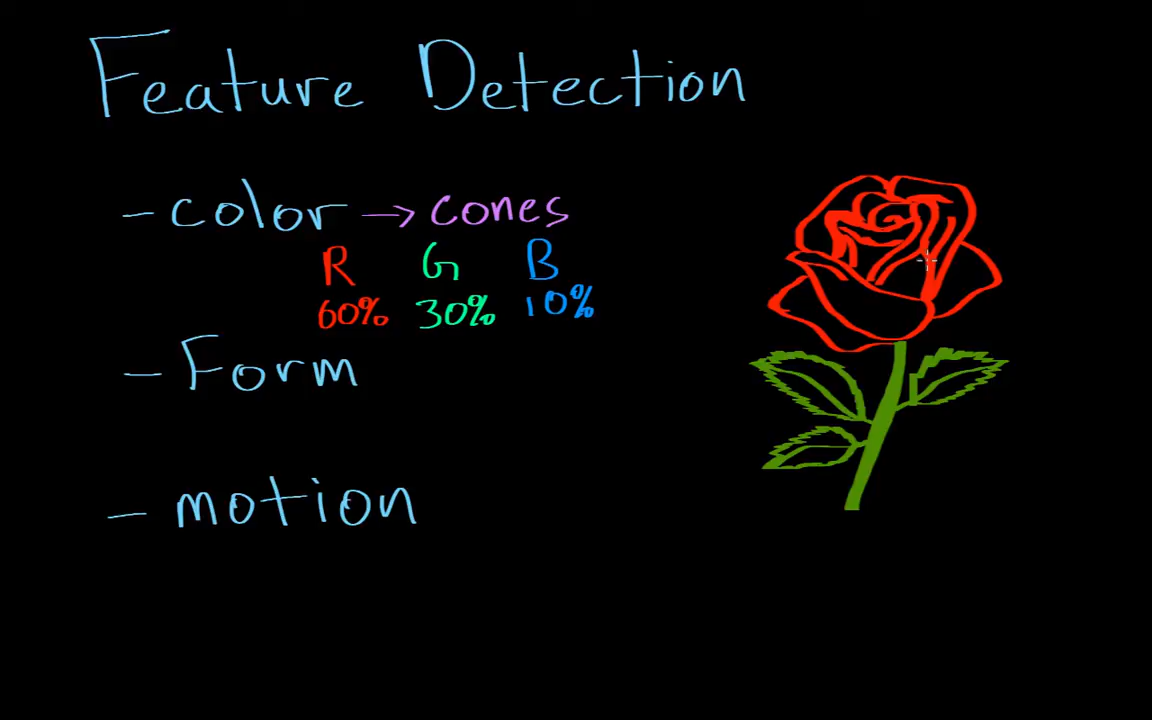 Feature Detection
- color → cones
R G B
60% 30% 10%
- Form
- motion